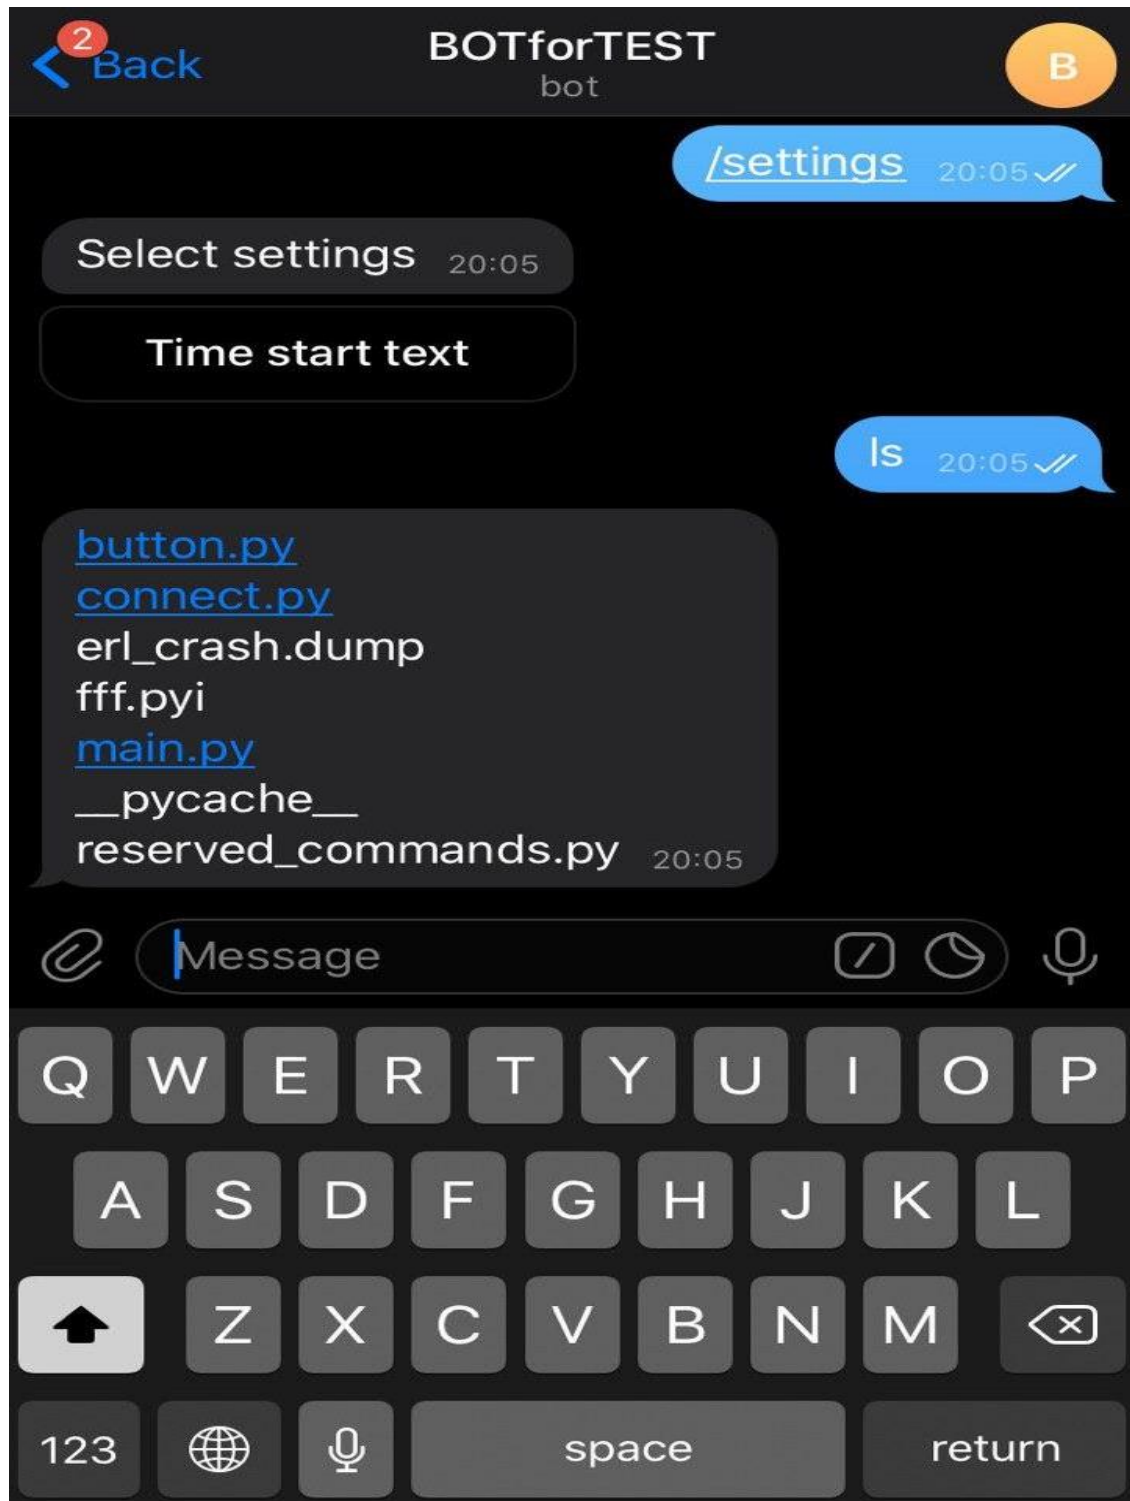 2
Back
BOTforTEST
bot
B
/settings 20:05
Select settings 20:05
Time start text
ls 20:05
button.py
connect.py
erl_crash.dump
fff.pyi
main.py
__pycache__
reserved_commands.py 20:05
Message
Q W E R T Y U I O P
A S D F G H J K L
Z X C V B N M
123 space return